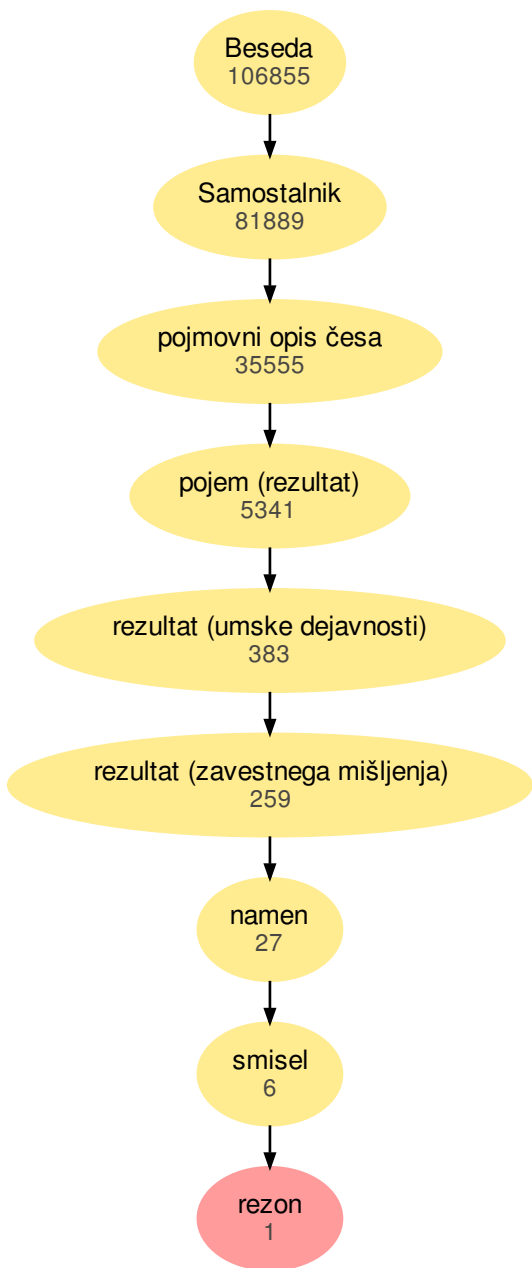 Beseda
106855
Samostalnik
81889
pojmovni opis česa
35555
pojem (rezultat)
5341
rezultat (umske dejavnosti)
383
rezultat (zavestnega mišljenja)
259
namen
27
smisel
6
rezon
1